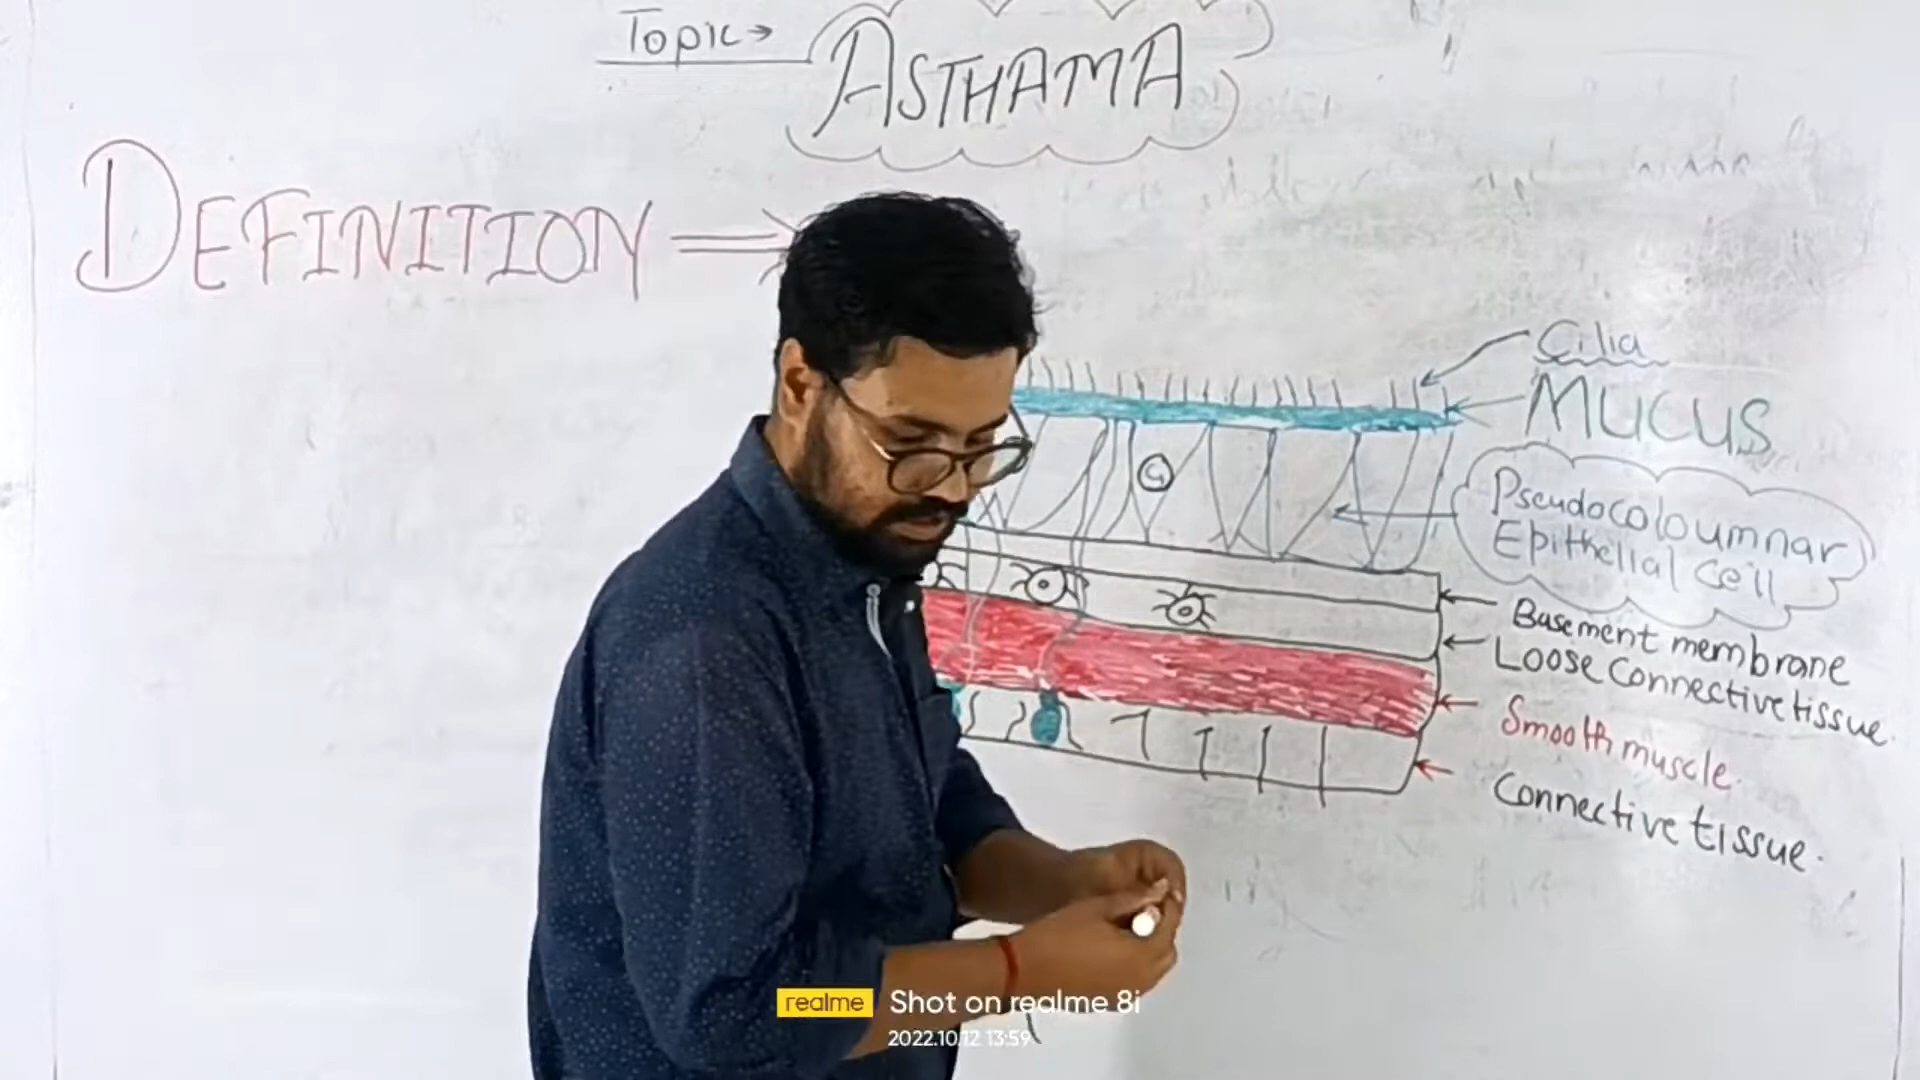 Topic →
ASTHAMA
DEFINITION ⇒
Cilia
MUCUS
Pseudocoloumnar
Epithellal cell
G
Basement membrane
Loose Connective tissue.
Smooth muscle.
Connective tissue.
realme Shot on realme 8i
2022.10.12 13:59